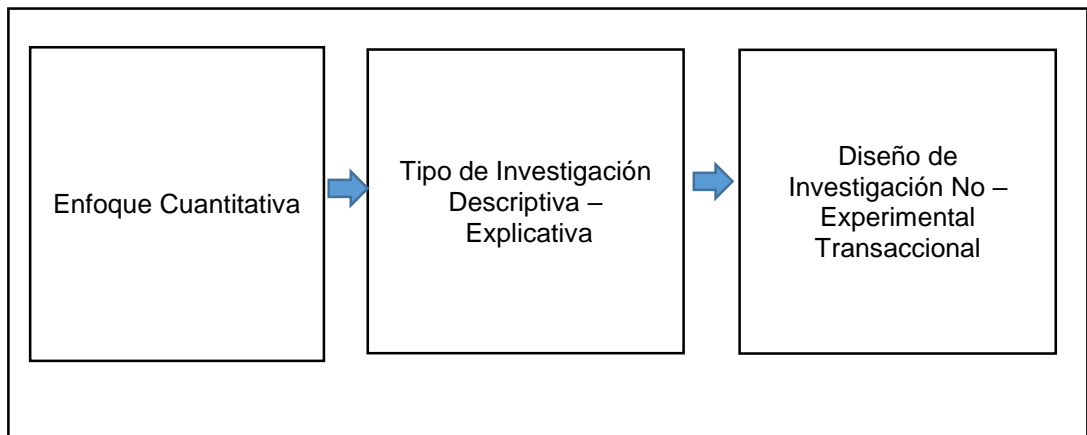 Enfoque Cuantitativa
Tipo de Investigación
Descriptiva –
Explicativa
Diseño de
Investigación No –
Experimental
Transaccional